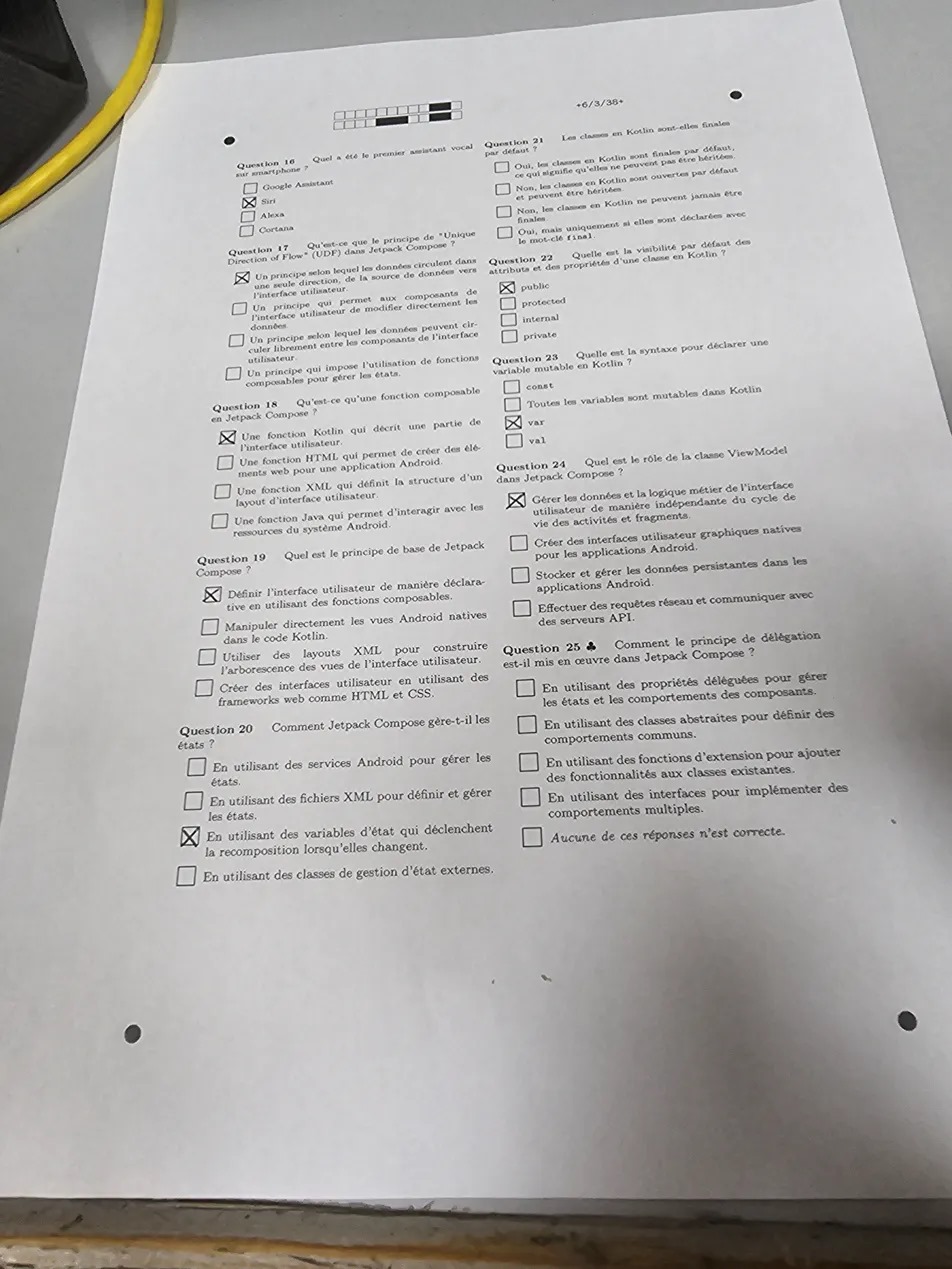 +6/3/38+
Question 16 Quel a été le premier assistant vocal
sur smartphone ?
Google Assistant
Siri
Alexa
Cortana
Question 17 Qu'est-ce que le principe de "Unique
Direction of Flow" (UDF) dans Jetpack Compose ?
Un principe selon lequel les données circulent dans
une seule direction, de la source de données vers
l'interface utilisateur.
Un principe qui permet aux composants de
l'interface utilisateur de modifier directement les
données.
Un principe selon lequel les données peuvent cir-
culer librement entre les composants de l'interface
utilisateur.
Un principe qui impose l'utilisation de fonctions
composables pour gérer les états.
Question 18 Qu'est-ce qu'une fonction composable
en Jetpack Compose ?
Une fonction Kotlin qui décrit une partie de
l'interface utilisateur.
Une fonction HTML qui permet de créer des élé-
ments web pour une application Android.
Une fonction XML qui définit la structure d'un
layout d'interface utilisateur.
Une fonction Java qui permet d'interagir avec les
ressources du système Android.
Question 19 Quel est le principe de base de Jetpack
Compose ?
Définir l'interface utilisateur de manière déclara-
tive en utilisant des fonctions composables.
Manipuler directement les vues Android natives
dans le code Kotlin.
Utiliser des layouts XML pour construire
l'arborescence des vues de l'interface utilisateur.
Créer des interfaces utilisateur en utilisant des
frameworks web comme HTML et CSS.
Question 20 Comment Jetpack Compose gère-t-il les
états ?
En utilisant des services Android pour gérer les
états.
En utilisant des fichiers XML pour définir et gérer
les états.
En utilisant des variables d'état qui déclenchent
la recomposition lorsqu'elles changent.
En utilisant des classes de gestion d'état externes.
Question 21 Les classes en Kotlin sont-elles finales
par défaut ?
Oui, les classes en Kotlin sont finales par défaut,
ce qui signifie qu'elles ne peuvent pas être héritées.
Non, les classes en Kotlin sont ouvertes par défaut
et peuvent être héritées.
Non, les classes en Kotlin ne peuvent jamais être
finales.
Oui, mais uniquement si elles sont déclarées avec
le mot-clé final.
Question 22 Quelle est la visibilité par défaut des
attributs et des propriétés d'une classe en Kotlin ?
public
protected
internal
private
Question 23 Quelle est la syntaxe pour déclarer une
variable mutable en Kotlin ?
const
Toutes les variables sont mutables dans Kotlin
var
val
Question 24 Quel est le rôle de la classe ViewModel
dans Jetpack Compose ?
Gérer les données et la logique métier de l'interface
utilisateur de manière indépendante du cycle de
vie des activités et fragments.
Créer des interfaces utilisateur graphiques natives
pour les applications Android.
Stocker et gérer les données persistantes dans les
applications Android.
Effectuer des requêtes réseau et communiquer avec
des serveurs API.
Question 25 ♣ Comment le principe de délégation
est-il mis en œuvre dans Jetpack Compose ?
En utilisant des propriétés déléguées pour gérer
les états et les comportements des composants.
En utilisant des classes abstraites pour définir des
comportements communs.
En utilisant des fonctions d'extension pour ajouter
des fonctionnalités aux classes existantes.
En utilisant des interfaces pour implémenter des
comportements multiples.
Aucune de ces réponses n'est correcte.